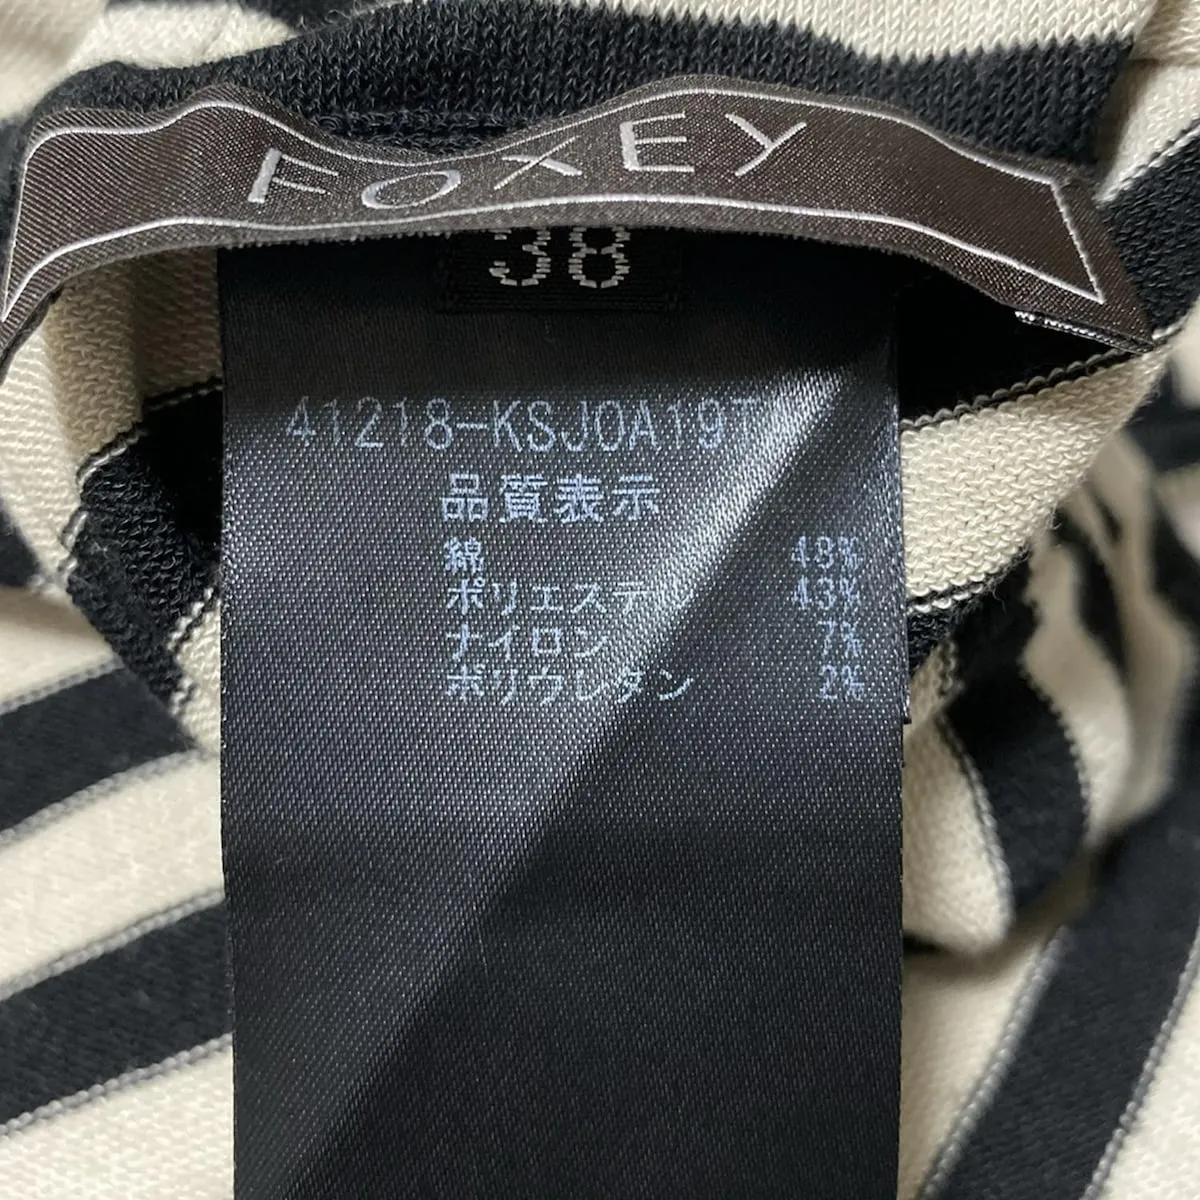 FOXEY
38
41218-KSJOA19T
品質表示
綿 48%
ポリエステル 43%
ナイロン 7%
ポリウレタン 2%